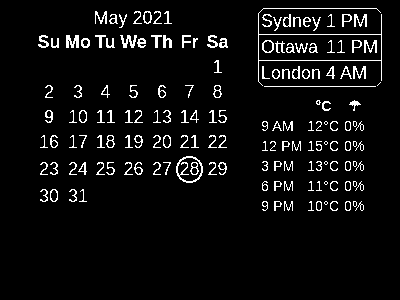 May 2021
Su Mo Tu We Th Fr Sa
1
2 3 4 5 6 7 8
9 10 11 12 13 14 15
16 17 18 19 20 21 22
23 24 25 26 27 28 29
30 31
Sydney 1 PM
Ottawa 11 PM
London 4 AM
°C ☂
9 AM 12°C 0%
12 PM 15°C 0%
3 PM 13°C 0%
6 PM 11°C 0%
9 PM 10°C 0%